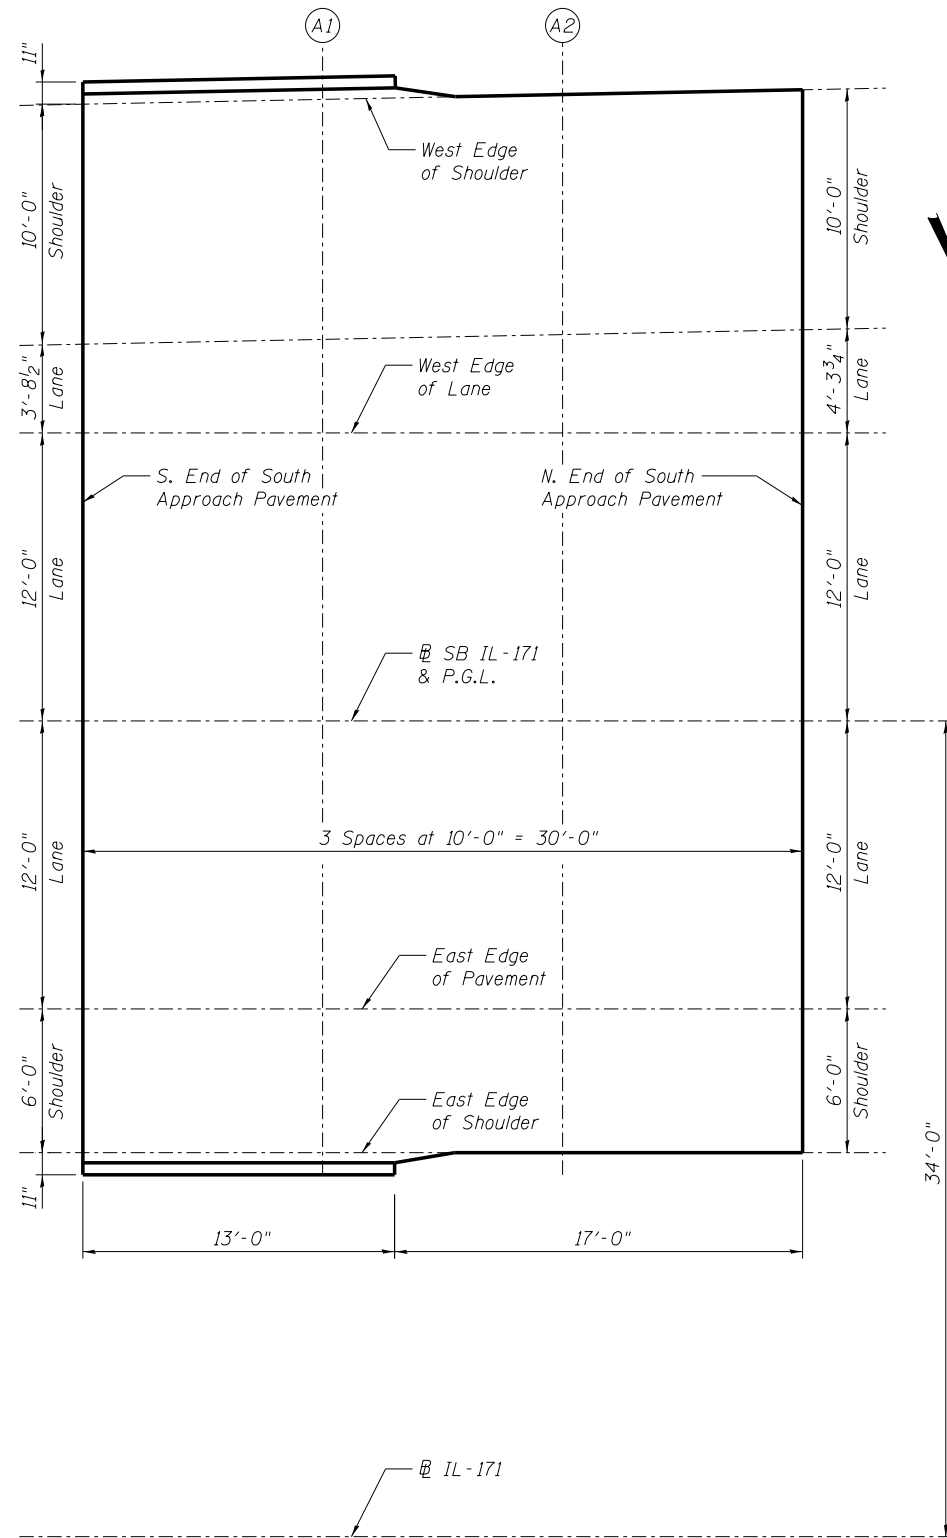 A1
A2
11"
West Edge
of Shoulder
10'-0"
Shoulder
10'-0"
Shoulder
3'-8½"
Lane
West Edge
of Lane
4'-3¾"
Lane
S. End of South
Approach Pavement
N. End of South
Approach Pavement
12'-0"
Lane
12'-0"
Lane
℄ SB IL-171
& P.G.L.
3 Spaces at 10'-0" = 30'-0"
12'-0"
Lane
12'-0"
Lane
East Edge
of Pavement
6'-0"
Shoulder
East Edge
of Shoulder
6'-0"
Shoulder
11"
34'-0"
13'-0"
17'-0"
℄ IL-171